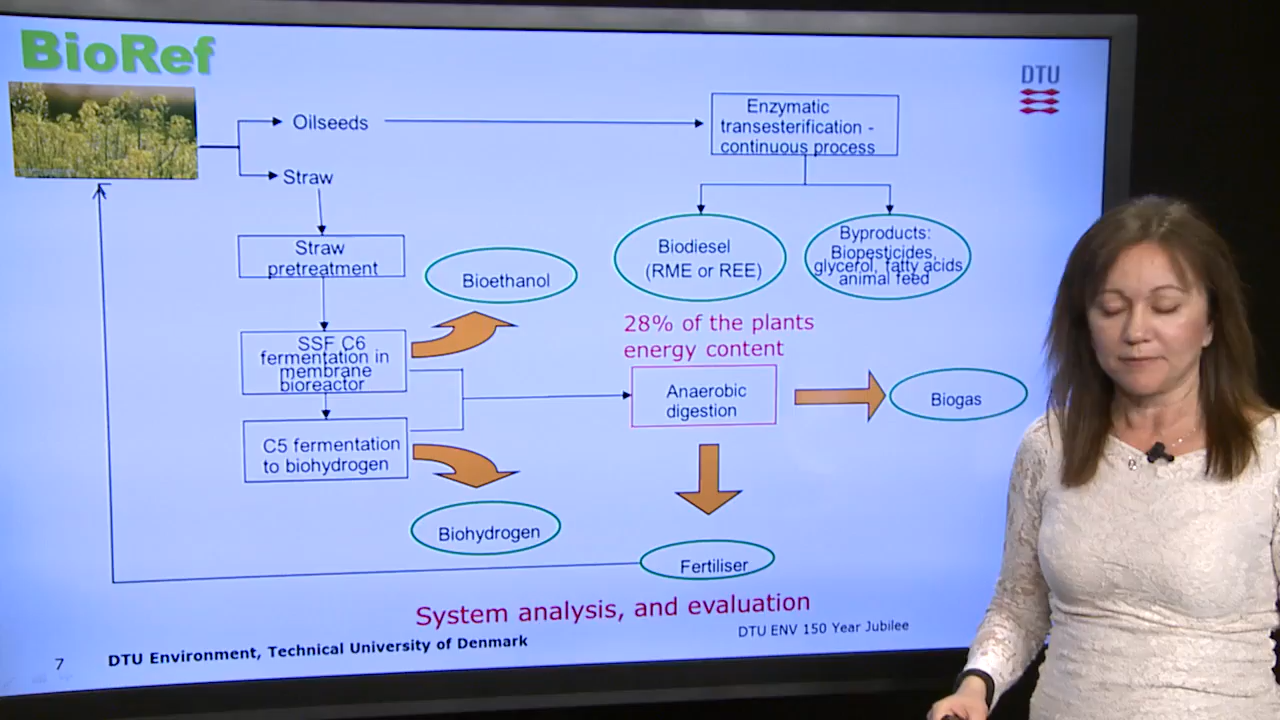 BioRef
DTU
Oilseeds
Enzymatic
transesterification -
continuous process
Straw
Straw
pretreatment
Bioethanol
Biodiesel
(RME or REE)
Byproducts:
Biopesticides,
glycerol, fatty acids
animal feed
SSF C6
fermentation in
membrane
bioreactor
28% of the plants
energy content
Anaerobic
digestion
Biogas
C5 fermentation
to biohydrogen
Biohydrogen
Fertiliser
System analysis, and evaluation
7
DTU Environment, Technical University of Denmark
DTU ENV 150 Year Jubilee